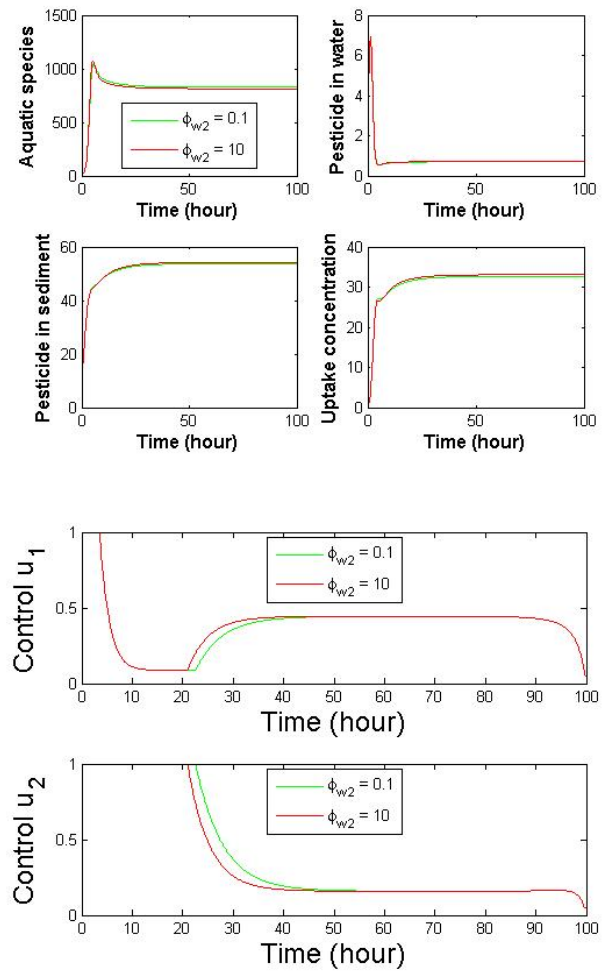 1500
1000
500
0
0
50
100
Aquatic species
Time (hour)
ϕw2 = 0.1
ϕw2 = 10
8
6
4
2
0
0
50
100
Pesticide in water
Time (hour)
60
40
20
0
0
50
100
Pesticide in sediment
Time (hour)
40
30
20
10
0
0
50
100
Uptake concentration
Time (hour)
1
0.5
0
0 10 20 30 40 50 60 70 80 90 100
Control u1
Time (hour)
ϕw2 = 0.1
ϕw2 = 10
1
0.5
0
0 10 20 30 40 50 60 70 80 90 100
Control u2
Time (hour)
ϕw2 = 0.1
ϕw2 = 10